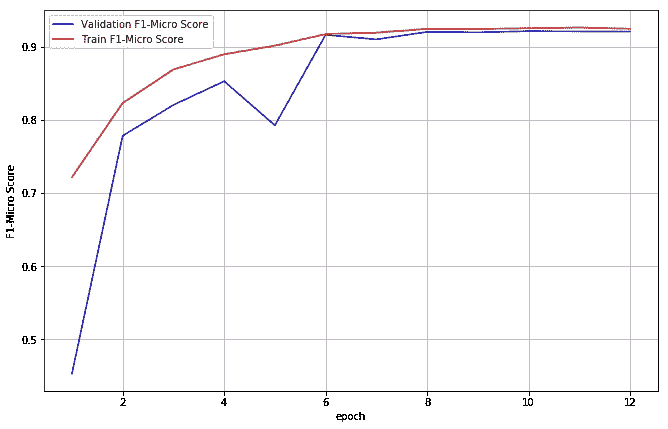 Validation F1-Micro Score
Train F1-Micro Score
0.9
0.8
0.7
0.6
0.5
F1-Micro Score
2 4 6 8 10 12
epoch